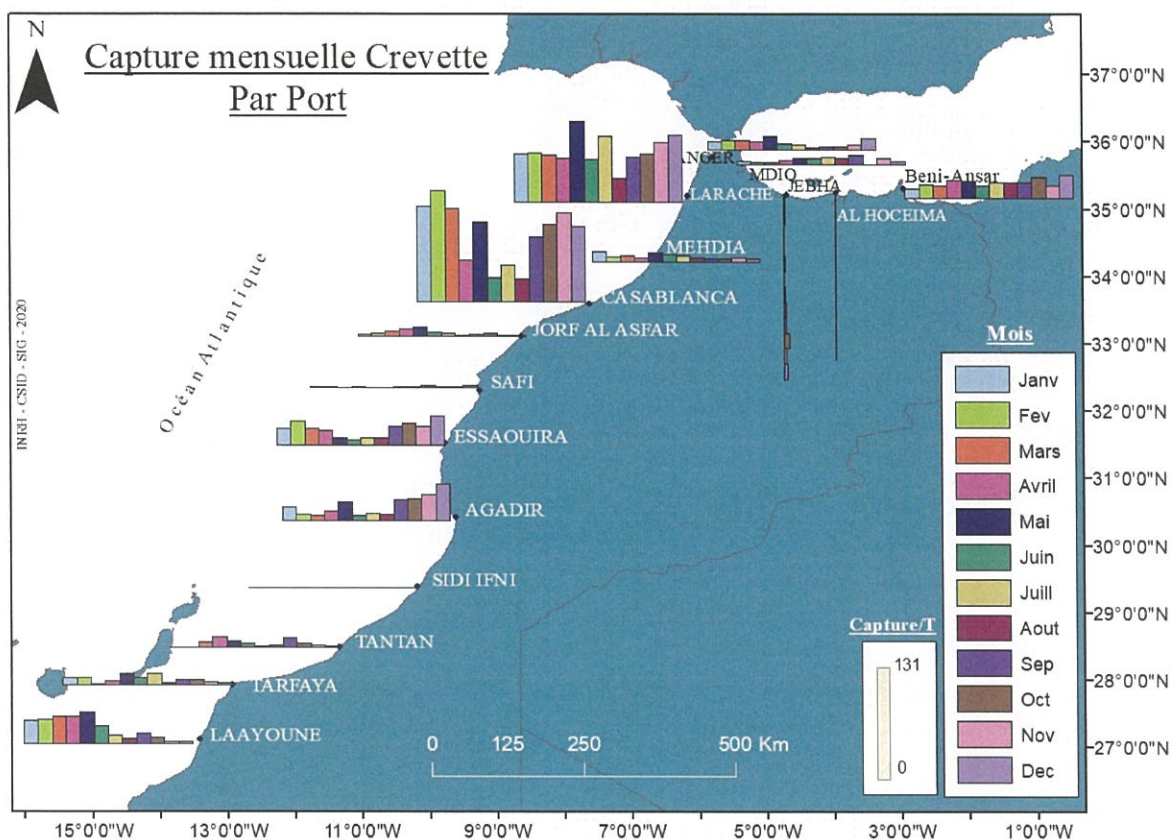 N
Capture mensuelle Crevette
Par Port
Océan Atlantique
INRH - CSID - SIG - 2020
37°0'0"N
36°0'0"N
35°0'0"N
34°0'0"N
33°0'0"N
32°0'0"N
31°0'0"N
30°0'0"N
29°0'0"N
28°0'0"N
27°0'0"N
MDIQ
JEBHA
Beni-Ansar
LARACHE
AL HOCEIMA
MEHDIA
CASABLANCA
JORF AL ASFAR
SAFI
ESSAOUIRA
AGADIR
SIDI IFNI
TANTAN
TARFAYA
LAAYOUNE
Mois
Janv
Fev
Mars
Avril
Mai
Juin
Juill
Aout
Sep
Oct
Nov
Dec
Capture/T
131
0
0 125 250 500 Km
15°0'0"W 13°0'0"W 11°0'0"W 9°0'0"W 7°0'0"W 5°0'0"W 3°0'0"W 1°0'0"W